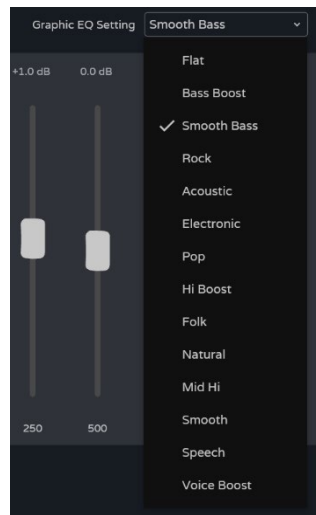 Graphic EQ Setting Smooth Bass
+1.0 dB 0.0 dB
Flat
Bass Boost
Smooth Bass
Rock
Acoustic
Electronic
Pop
Hi Boost
Folk
Natural
Mid Hi
Smooth
Speech
Voice Boost
250 500